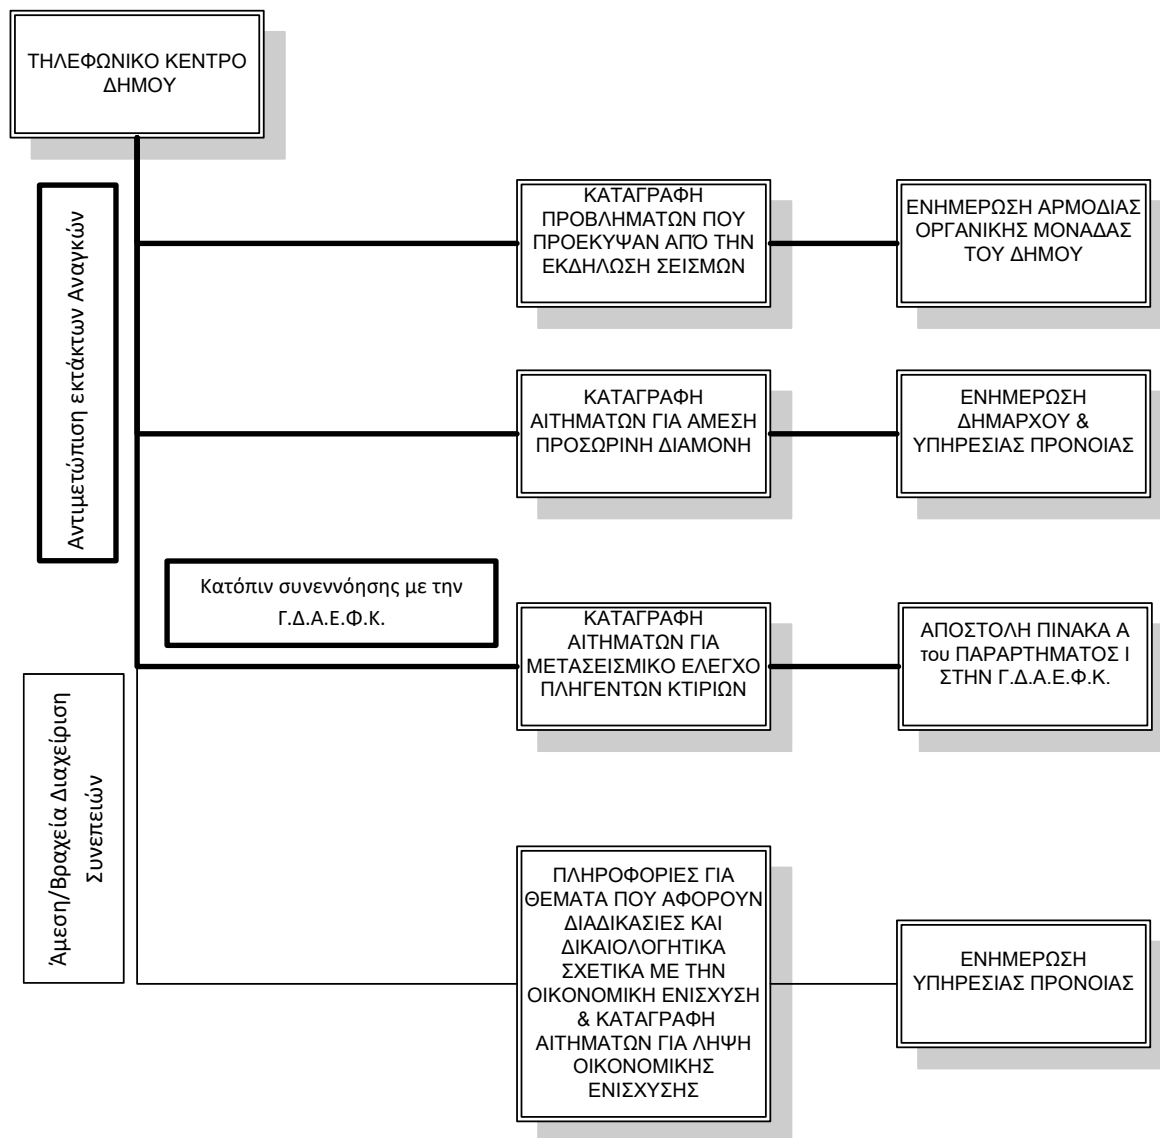 ΤΗΛΕΦΩΝΙΚΟ ΚΕΝΤΡΟ
ΔΗΜΟΥ
Αντιμετώπιση εκτάκτων Αναγκών
ΚΑΤΑΓΡΑΦΗ
ΠΡΟΒΛΗΜΑΤΩΝ ΠΟΥ
ΠΡΟΕΚΥΨΑΝ ΑΠΌ ΤΗΝ
ΕΚΔΗΛΩΣΗ ΣΕΙΣΜΩΝ
ΕΝΗΜΕΡΩΣΗ ΑΡΜΟΔΙΑΣ
ΟΡΓΑΝΙΚΗΣ ΜΟΝΑΔΑΣ
ΤΟΥ ΔΗΜΟΥ
ΚΑΤΑΓΡΑΦΗ
ΑΙΤΗΜΑΤΩΝ ΓΙΑ ΑΜΕΣΗ
ΠΡΟΣΩΡΙΝΗ ΔΙΑΜΟΝΗ
ΕΝΗΜΕΡΩΣΗ
ΔΗΜΑΡΧΟΥ &
ΥΠΗΡΕΣΙΑΣ ΠΡΟΝΟΙΑΣ
Κατόπιν συνεννόησης με την
Γ.Δ.Α.Ε.Φ.Κ.
ΚΑΤΑΓΡΑΦΗ
ΑΙΤΗΜΑΤΩΝ ΓΙΑ
ΜΕΤΑΣΕΙΣΜΙΚΟ ΕΛΕΓΧΟ
ΠΛΗΓΕΝΤΩΝ ΚΤΙΡΙΩΝ
ΑΠΟΣΤΟΛΗ ΠΙΝΑΚΑ Α
του ΠΑΡΑΡΤΗΜΑΤΟΣ Ι
ΣΤΗΝ Γ.Δ.Α.Ε.Φ.Κ.
Άμεση/Βραχεία Διαχείριση
Συνεπειών
ΠΛΗΡΟΦΟΡΙΕΣ ΓΙΑ
ΘΕΜΑΤΑ ΠΟΥ ΑΦΟΡΟΥΝ
ΔΙΑΔΙΚΑΣΙΕΣ ΚΑΙ
ΔΙΚΑΙΟΛΟΓΗΤΙΚΑ
ΣΧΕΤΙΚΑ ΜΕ ΤΗΝ
ΟΙΚΟΝΟΜΙΚΗ ΕΝΙΣΧΥΣΗ
& ΚΑΤΑΓΡΑΦΗ
ΑΙΤΗΜΑΤΩΝ ΓΙΑ ΛΗΨΗ
ΟΙΚΟΝΟΜΙΚΗΣ
ΕΝΙΣΧΥΣΗΣ
ΕΝΗΜΕΡΩΣΗ
ΥΠΗΡΕΣΙΑΣ ΠΡΟΝΟΙΑΣ